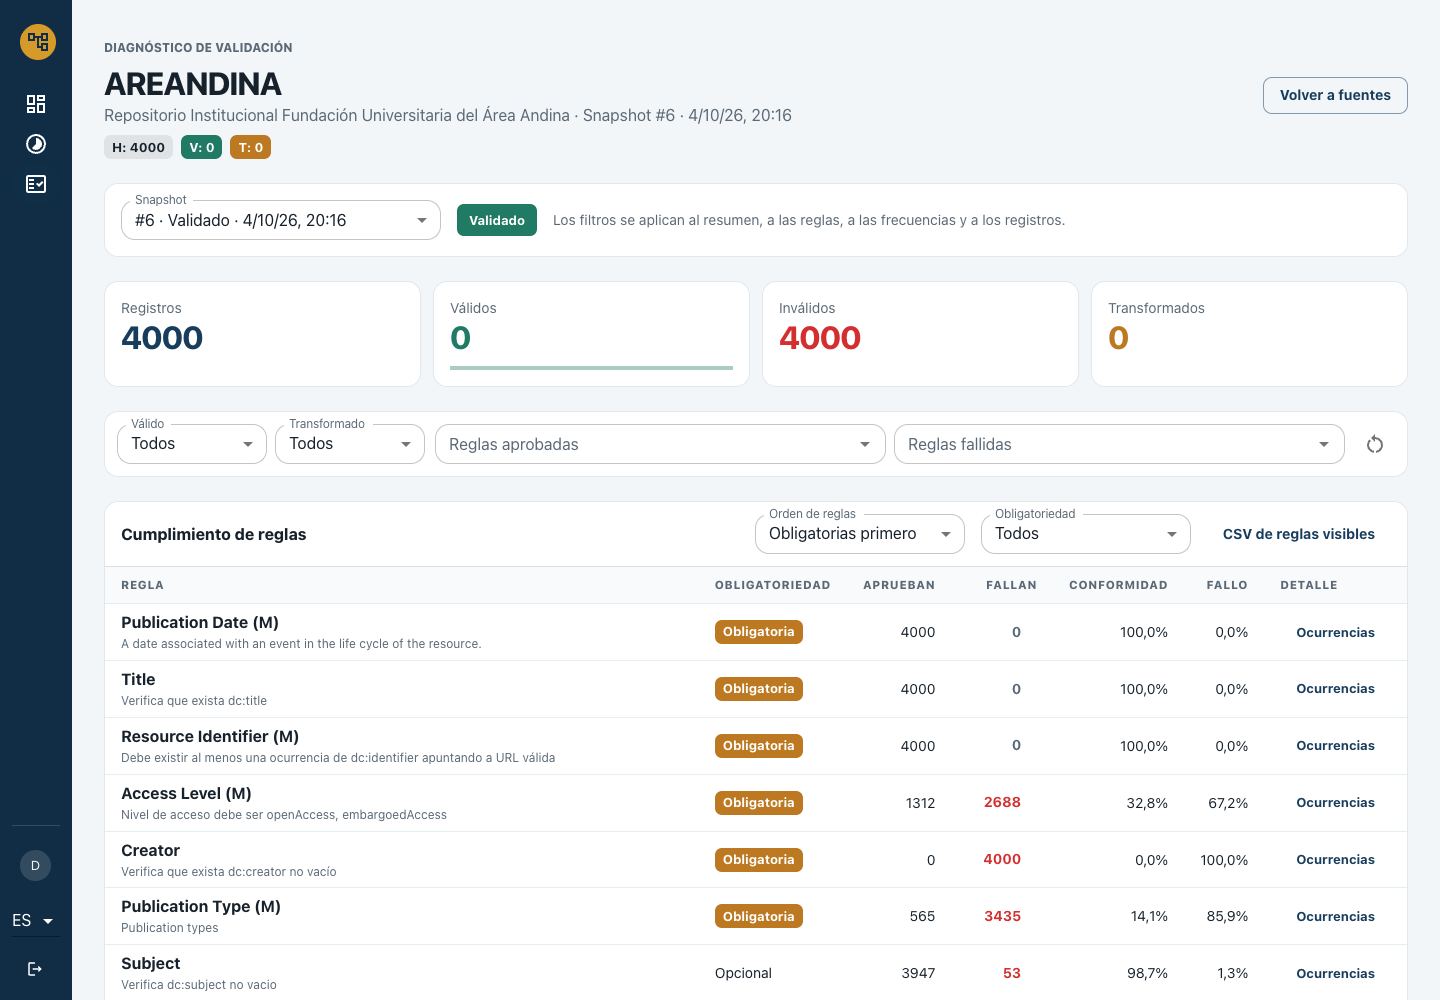 DIAGNÓSTICO DE VALIDACIÓN
AREANDINA
Repositorio Institucional Fundación Universitaria del Área Andina · Snapshot #6 · 4/10/26, 20:16
Volver a fuentes
H: 4000 V: 0 T: 0
Snapshot
#6 · Validado · 4/10/26, 20:16
Validado
Los filtros se aplican al resumen, a las reglas, a las frecuencias y a los registros.
Registros
4000
Válidos
0
Inválidos
4000
Transformados
0
Válido
Todos
Transformado
Todos
Reglas aprobadas
Reglas fallidas
Cumplimiento de reglas
Orden de reglas
Obligatorias primero
Obligatoriedad
Todos
CSV de reglas visibles
REGLA OBLIGATORIEDAD APRUEBAN FALLAN CONFORMIDAD FALLO DETALLE
Publication Date (M)
A date associated with an event in the life cycle of the resource.
Obligatoria 4000 0 100,0% 0,0% Ocurrencias
Title
Verifica que exista dc:title
Obligatoria 4000 0 100,0% 0,0% Ocurrencias
Resource Identifier (M)
Debe existir al menos una ocurrencia de dc:identifier apuntando a URL válida
Obligatoria 4000 0 100,0% 0,0% Ocurrencias
Access Level (M)
Nivel de acceso debe ser openAccess, embargoedAccess
Obligatoria 1312 2688 32,8% 67,2% Ocurrencias
Creator
Verifica que exista dc:creator no vacío
Obligatoria 0 4000 0,0% 100,0% Ocurrencias
Publication Type (M)
Publication types
Obligatoria 565 3435 14,1% 85,9% Ocurrencias
Subject
Verifica dc:subject no vacio
Opcional 3947 53 98,7% 1,3% Ocurrencias
D
ES